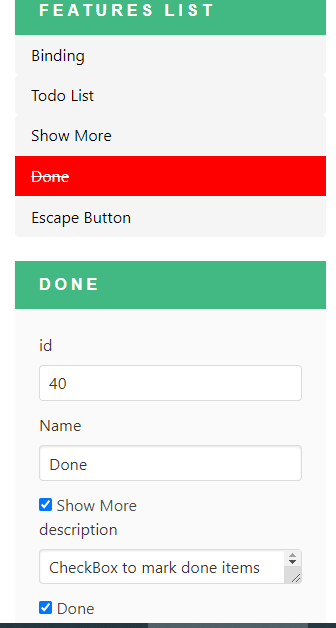 FEATURES LIST
Binding
Todo List
Show More
Done
Escape Button
DONE
id
40
Name
Done
Show More
description
CheckBox to mark done items
Done